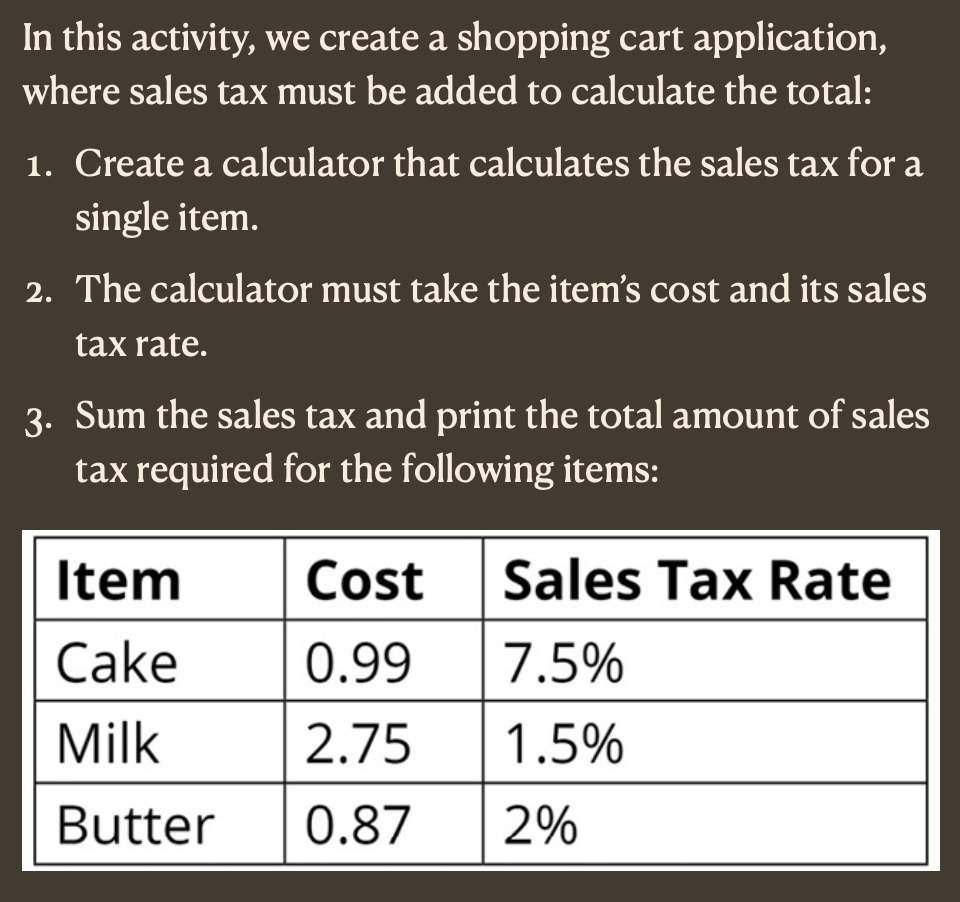 In this activity, we create a shopping cart application,
where sales tax must be added to calculate the total:
1. Create a calculator that calculates the sales tax for a
single item.
2. The calculator must take the item’s cost and its sales
tax rate.
3. Sum the sales tax and print the total amount of sales
tax required for the following items:
Item Cost Sales Tax Rate
Cake 0.99 7.5%
Milk 2.75 1.5%
Butter 0.87 2%